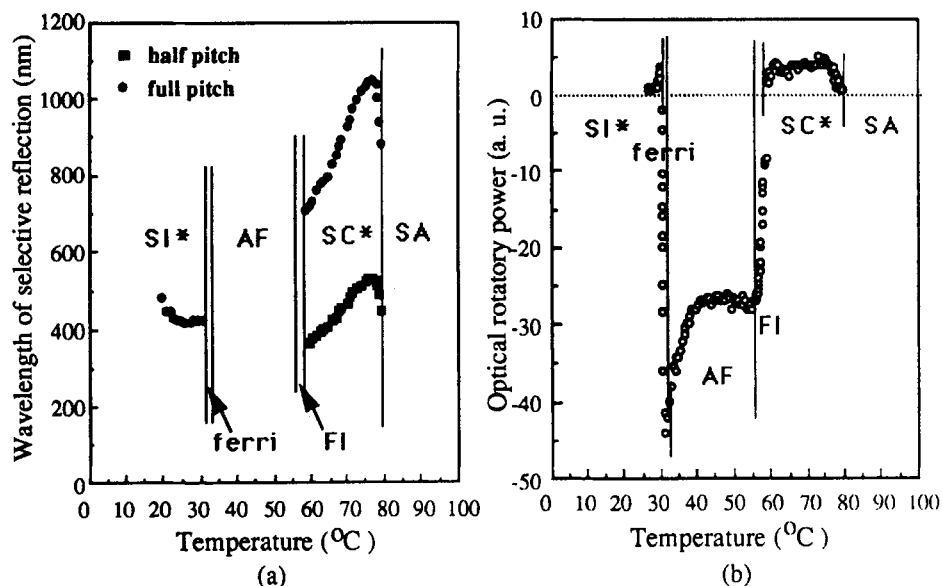 1200
1000
800
600
400
200
0
Wavelength of selective reflection (nm)
half pitch
full pitch
SI*
AF
SC*
SA
ferri
FI
0 10 20 30 40 50 60 70 80 90 100
Temperature (°C)
(a)
10
0
-10
-20
-30
-40
-50
Optical rotatory power (a. u.)
SI*
ferri
SC*
SA
FI
AF
0 10 20 30 40 50 60 70 80 90 100
Temperature (°C)
(b)